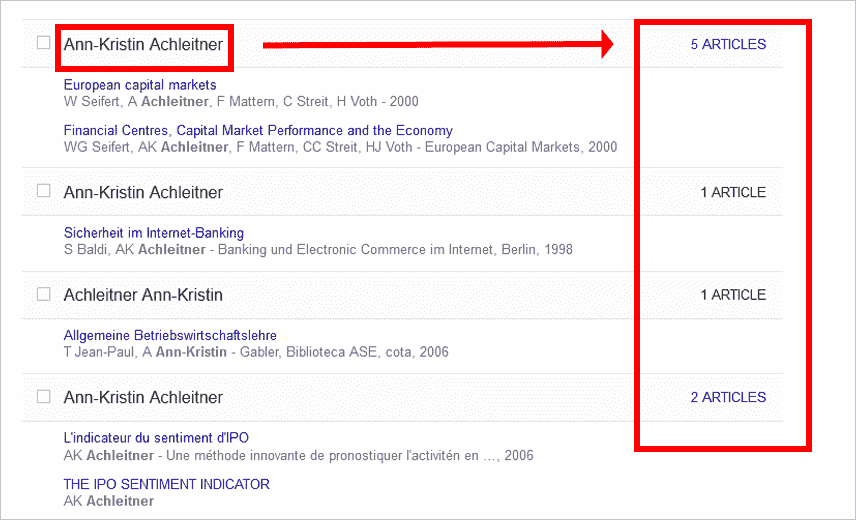 Ann-Kristin Achleitner 5 ARTICLES
European capital markets
W Seifert, A Achleitner, F Mattern, C Streit, H Voth - 2000
Financial Centres, Capital Market Performance and the Economy
WG Seifert, AK Achleitner, F Mattern, CC Streit, HJ Voth - European Capital Markets, 2000
Ann-Kristin Achleitner 1 ARTICLE
Sicherheit im Internet-Banking
S Baldi, AK Achleitner - Banking und Electronic Commerce im Internet, Berlin, 1998
Achleitner Ann-Kristin 1 ARTICLE
Allgemeine Betriebswirtschaftslehre
T Jean-Paul, A Ann-Kristin - Gabler, Biblioteca ASE, cota, 2006
Ann-Kristin Achleitner 2 ARTICLES
L'indicateur du sentiment d'IPO
AK Achleitner - Une méthode innovante de pronostiquer l'activitén en …, 2006
THE IPO SENTIMENT INDICATOR
AK Achleitner